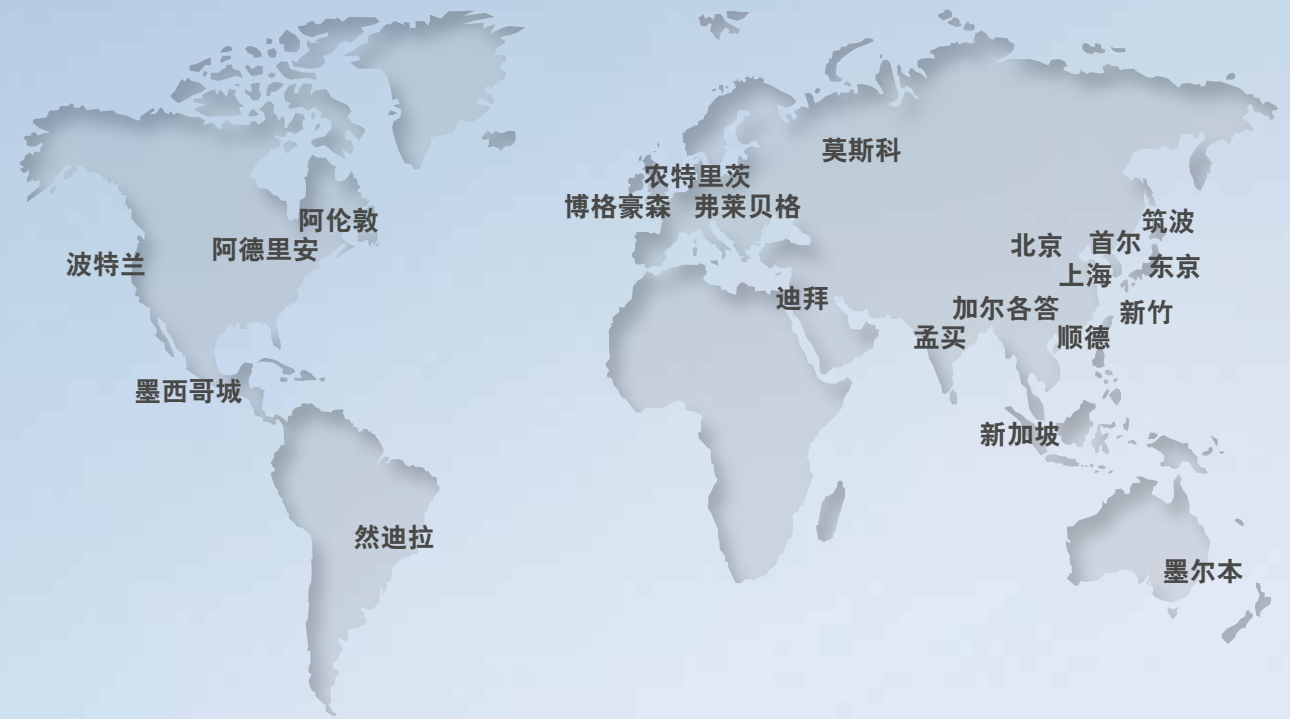 莫斯科
农特里茨
博格豪森 弗莱贝格
阿伦敦
阿德里安
波特兰
筑波
北京 首尔
东京
上海
迪拜
加尔各答
新竹
孟买
顺德
墨西哥城
新加坡
然迪拉
墨尔本